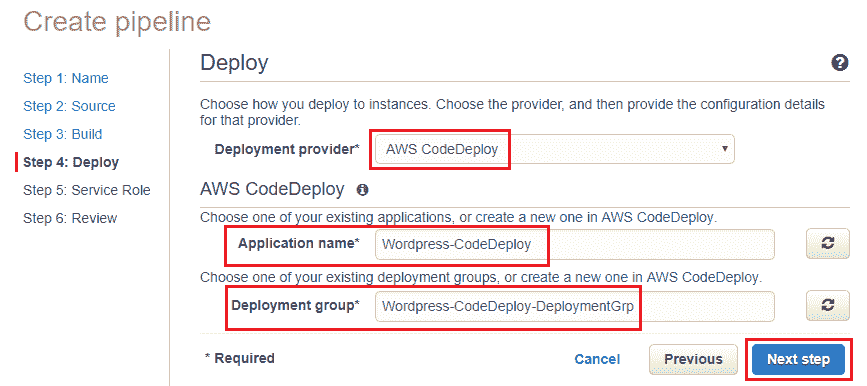 Create pipeline
Step 1: Name
Step 2: Source
Step 3: Build
Step 4: Deploy
Step 5: Service Role
Step 6: Review
Deploy
Choose how you deploy to instances. Choose the provider, and then provide the configuration details
for that provider.
Deployment provider* AWS CodeDeploy
AWS CodeDeploy
Choose one of your existing applications, or create a new one in AWS CodeDeploy.
Application name* Wordpress-CodeDeploy
Choose one of your existing deployment groups, or create a new one in AWS CodeDeploy.
Deployment group* Wordpress-CodeDeploy-DeploymentGrp
* Required Cancel Previous Next step